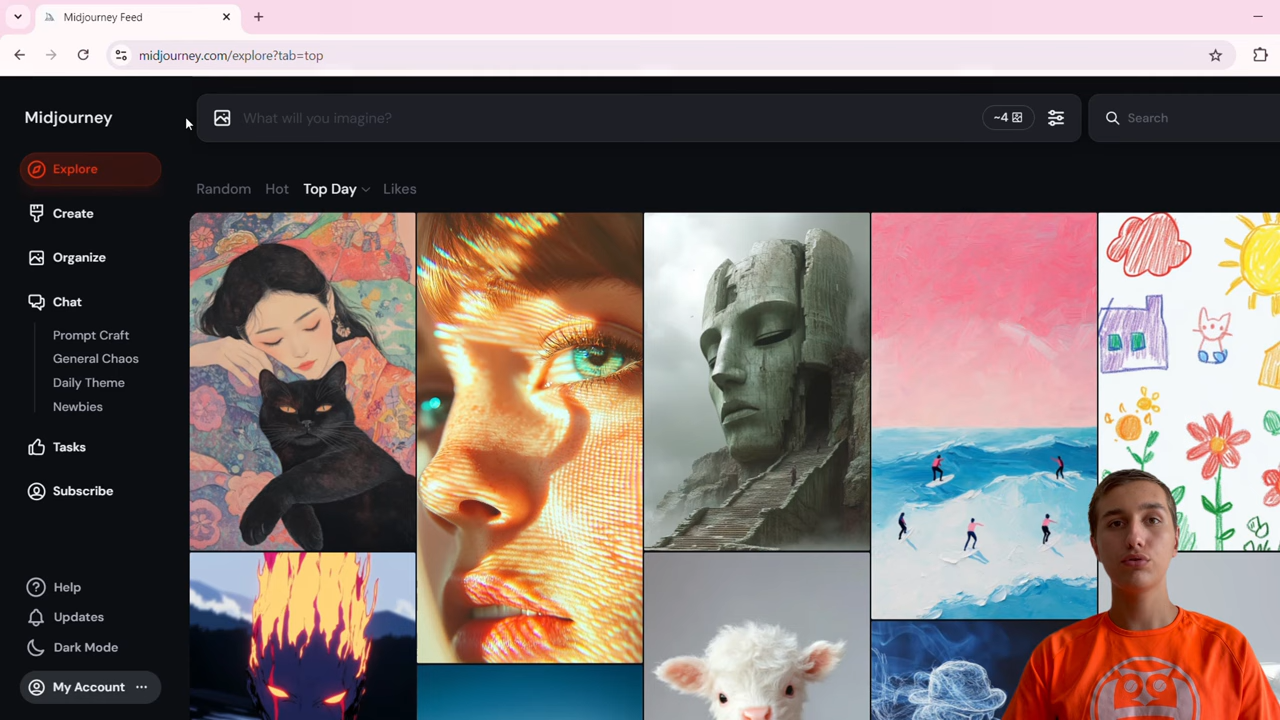 Midjourney Feed
midjourney.com/explore?tab=top
Midjourney
What will you imagine?
~4
Search
Explore
Create
Organize
Chat
Prompt Craft
General Chaos
Daily Theme
Newbies
Tasks
Subscribe
Help
Updates
Dark Mode
My Account
Random Hot Top Day Likes